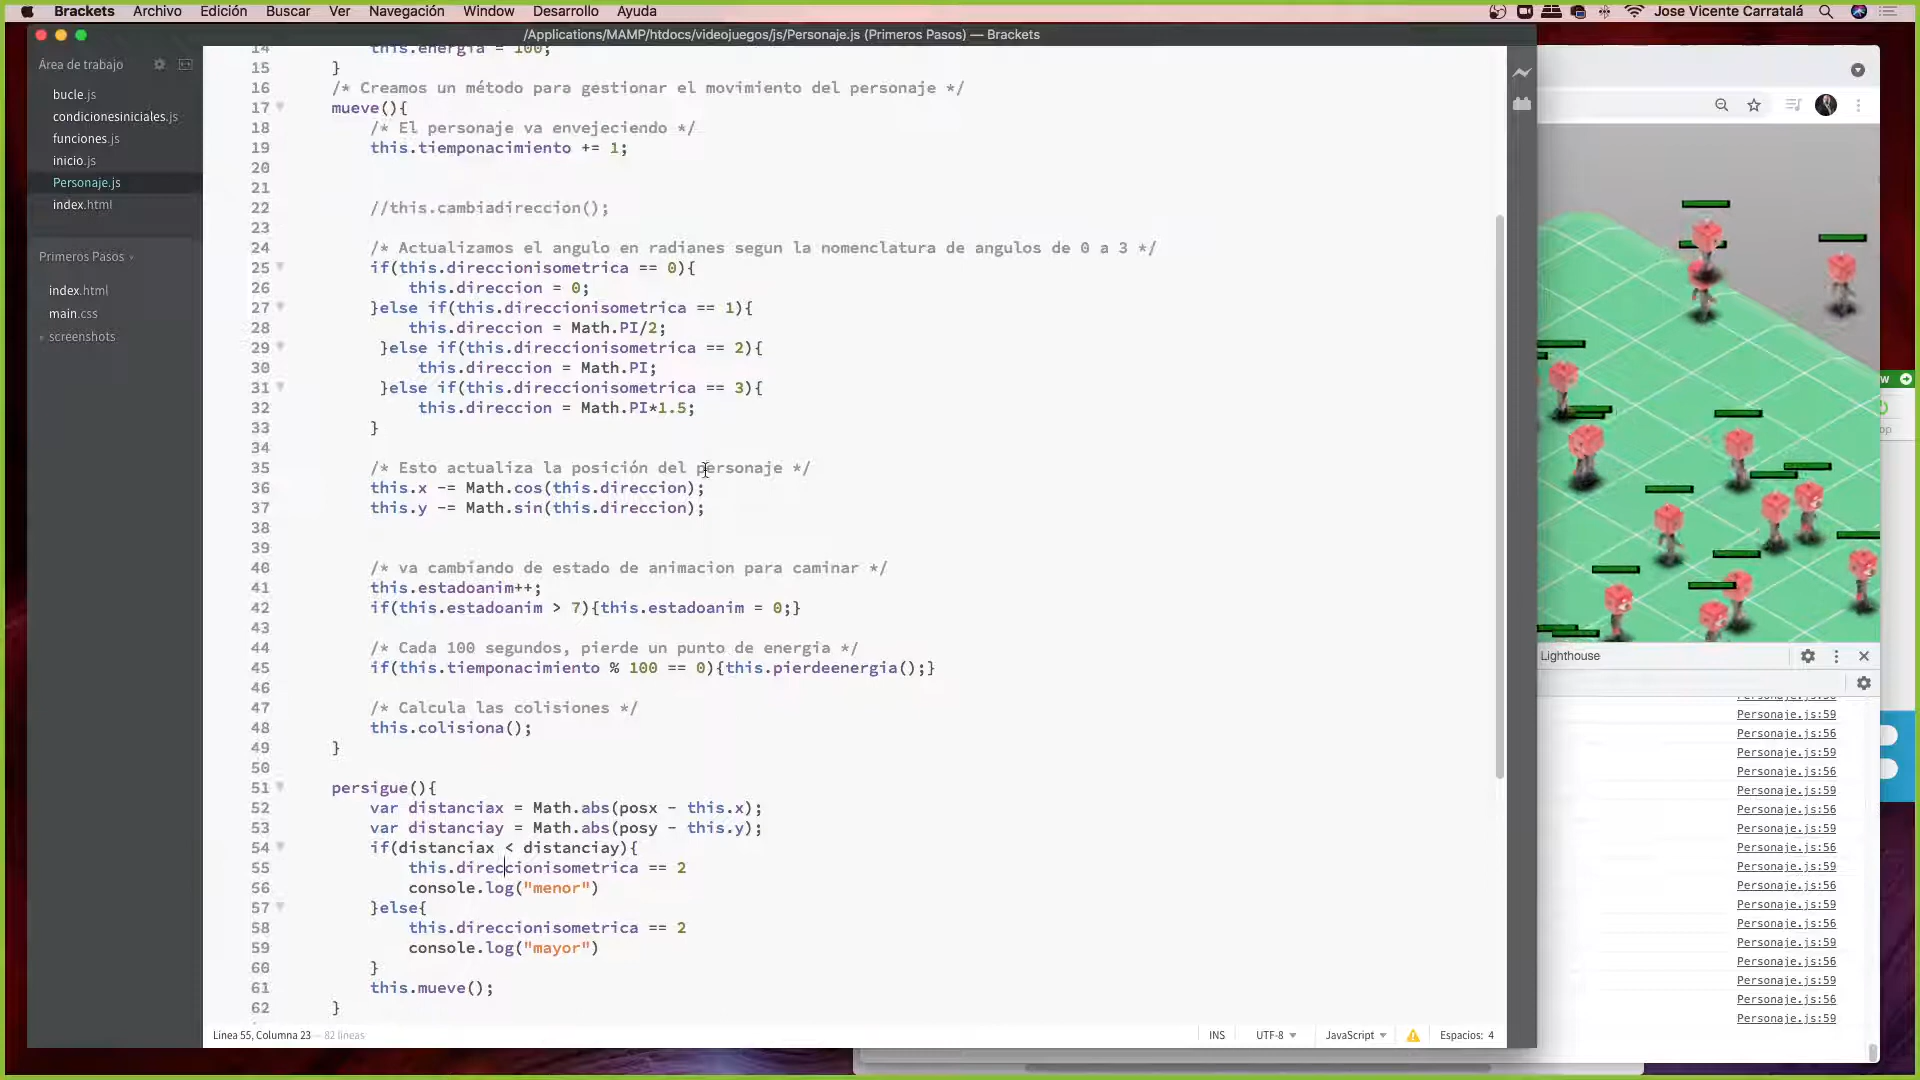 Brackets Archivo Edición Buscar Ver Navegación Window Desarrollo Ayuda Jose Vicente Carratalá
/Applications/MAMP/htdocs/videojuegos/js/Personaje.js (Primeros Pasos) — Brackets
Área de trabajo
bucle.js
condicionesiniciales.js
funciones.js
inicio.js
Personaje.js
index.html
Primeros Pasos
index.html
main.css
screenshots
14 this.energia = 100;
15 }
16 /* Creamos un método para gestionar el movimiento del personaje */
17 mueve(){
18 /* El personaje va envejeciendo */
19 this.tiemponacimiento += 1;
20
21
22 //this.cambiadireccion();
23
24 /* Actualizamos el angulo en radianes segun la nomenclatura de angulos de 0 a 3 */
25 if(this.direccionisometrica == 0){
26 this.direccion = 0;
27 }else if(this.direccionisometrica == 1){
28 this.direccion = Math.PI/2;
29 }else if(this.direccionisometrica == 2){
30 this.direccion = Math.PI;
31 }else if(this.direccionisometrica == 3){
32 this.direccion = Math.PI*1.5;
33 }
34
35 /* Esto actualiza la posición del personaje */
36 this.x -= Math.cos(this.direccion);
37 this.y -= Math.sin(this.direccion);
38
39
40 /* va cambiando de estado de animacion para caminar */
41 this.estadoanim++;
42 if(this.estadoanim > 7){this.estadoanim = 0;}
43
44 /* Cada 100 segundos, pierde un punto de energia */
45 if(this.tiemponacimiento % 100 == 0){this.pierdeenergia();}
46
47 /* Calcula las colisiones */
48 this.colisiona();
49 }
50
51 persigue(){
52 var distanciax = Math.abs(posx - this.x);
53 var distanciay = Math.abs(posy - this.y);
54 if(distanciax < distanciay){
55 this.direccionisometrica == 2
56 console.log("menor")
57 }else{
58 this.direccionisometrica == 2
59 console.log("mayor")
60 }
61 this.mueve();
62 }
Línea 55, Columna 23 — 82 líneas
INS UTF-8 JavaScript Espacios: 4
Lighthouse
Personaje.js:59
Personaje.js:56
Personaje.js:59
Personaje.js:56
Personaje.js:59
Personaje.js:56
Personaje.js:59
Personaje.js:56
Personaje.js:59
Personaje.js:56
Personaje.js:59
Personaje.js:56
Personaje.js:59
Personaje.js:56
Personaje.js:59
Personaje.js:56
Personaje.js:59